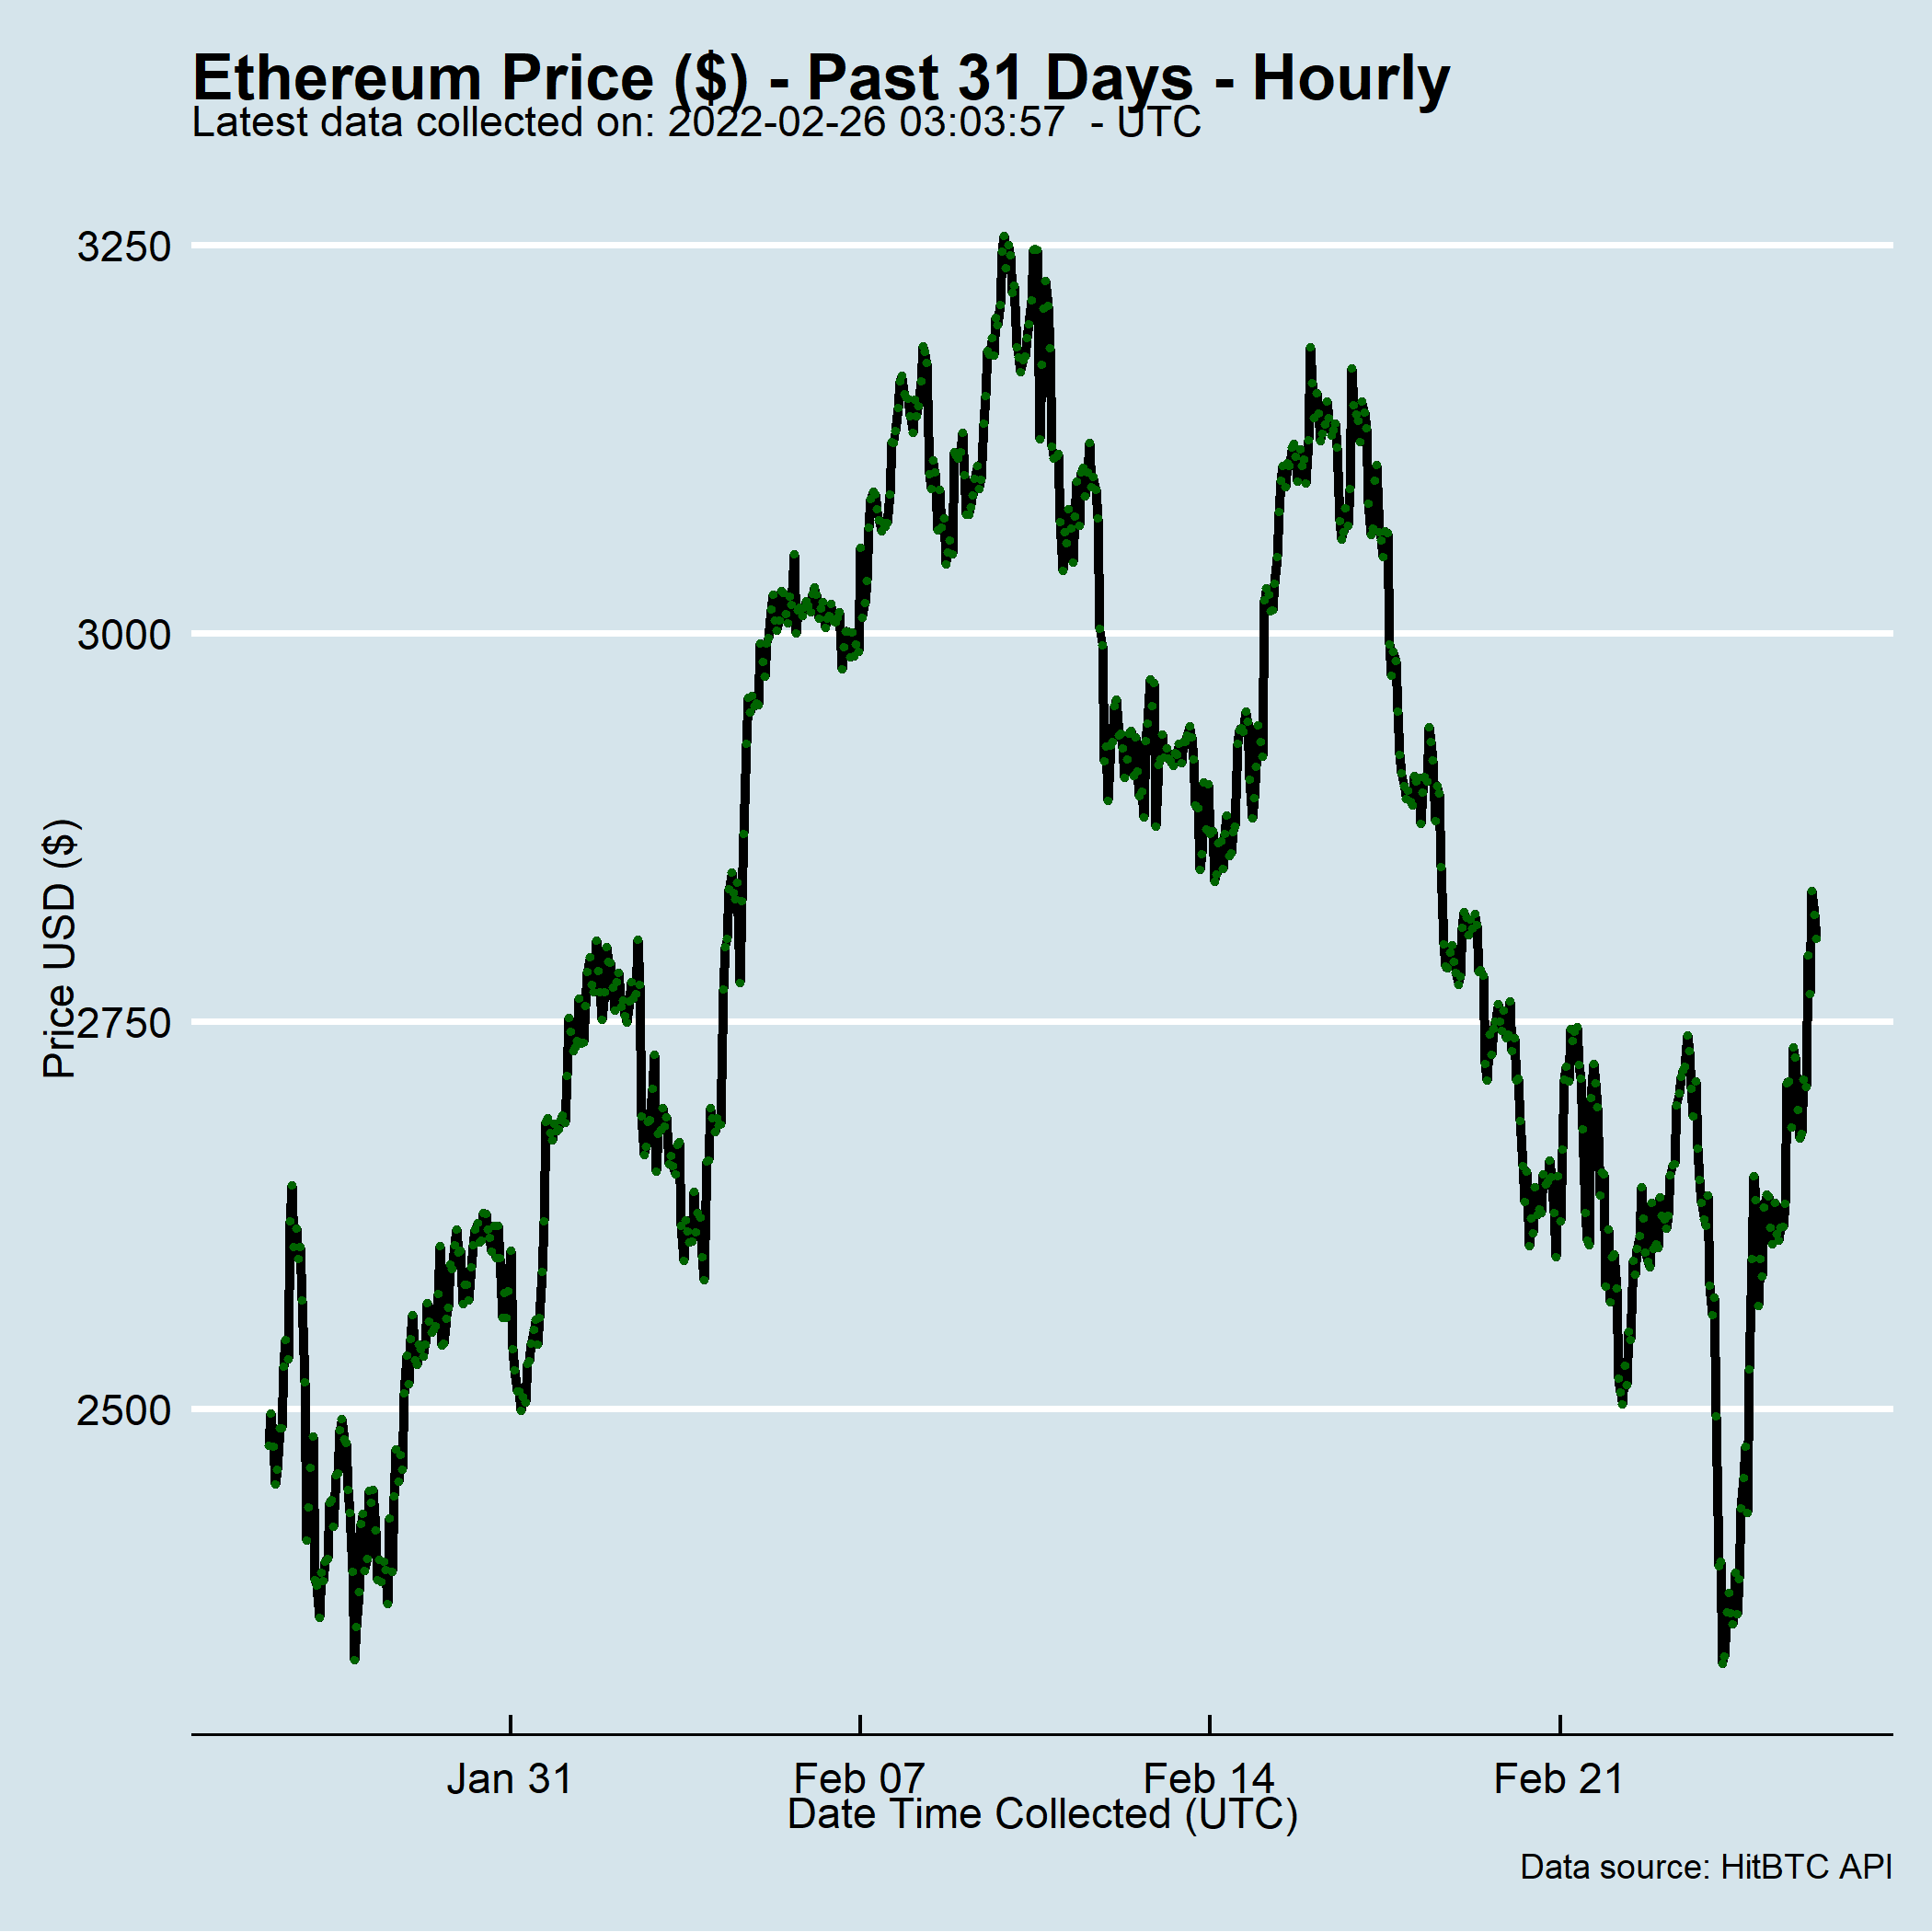 Ethereum Price ($) - Past 31 Days - Hourly
Latest data collected on: 2022-02-26 03:03:57  - UTC
3250
3000
2750
2500
Price USD ($)
Jan 31
Feb 07
Feb 14
Feb 21
Date Time Collected (UTC)
Data source: HitBTC API